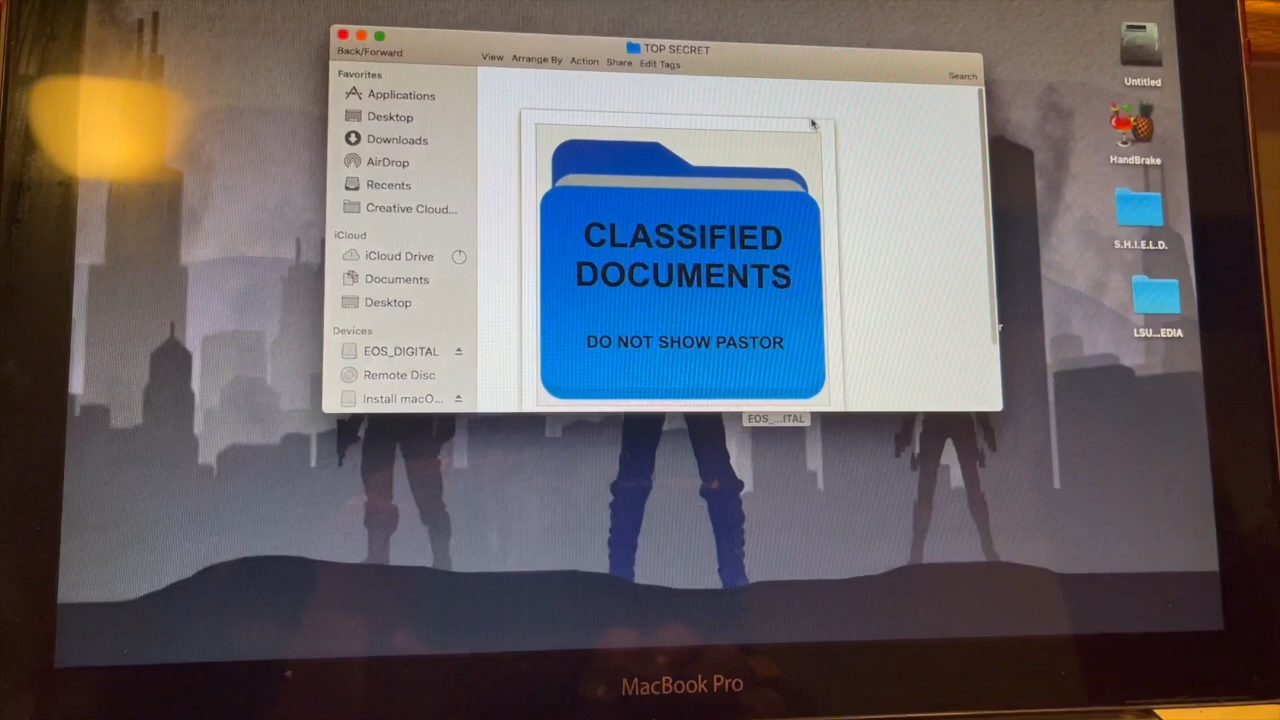 TOP SECRET
Back/Forward
View Arrange By Action Share Edit Tags
Search
Favorites
Applications
Desktop
Downloads
AirDrop
Recents
Creative Cloud...
iCloud
iCloud Drive
Documents
Desktop
Devices
EOS_DIGITAL
Remote Disc
Install macO...
CLASSIFIED
DOCUMENTS
DO NOT SHOW PASTOR
EOS_...ITAL
Untitled
HandBrake
S.H.I.E.L.D.
LSU...EDIA
MacBook Pro